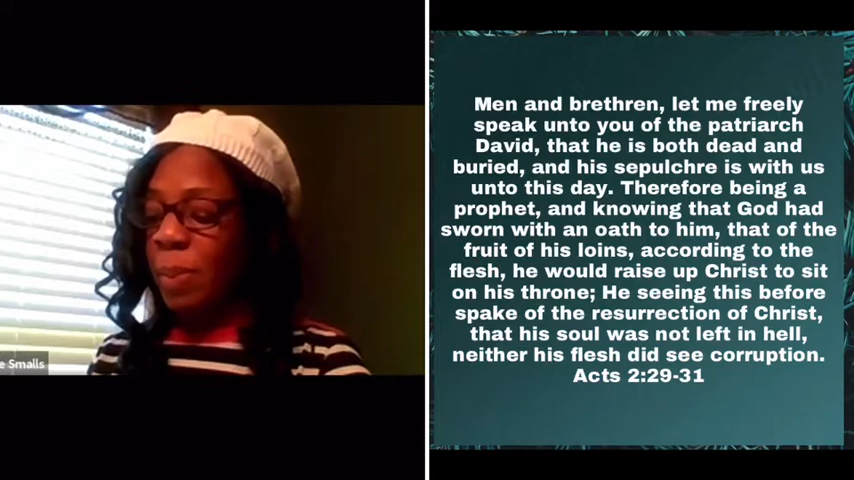 e Smalls
Men and brethren, let me freely
speak unto you of the patriarch
David, that he is both dead and
buried, and his sepulchre is with us
unto this day. Therefore being a
prophet, and knowing that God had
sworn with an oath to him, that of the
fruit of his loins, according to the
flesh, he would raise up Christ to sit
on his throne; He seeing this before
spake of the resurrection of Christ,
that his soul was not left in hell,
neither his flesh did see corruption.
Acts 2:29-31